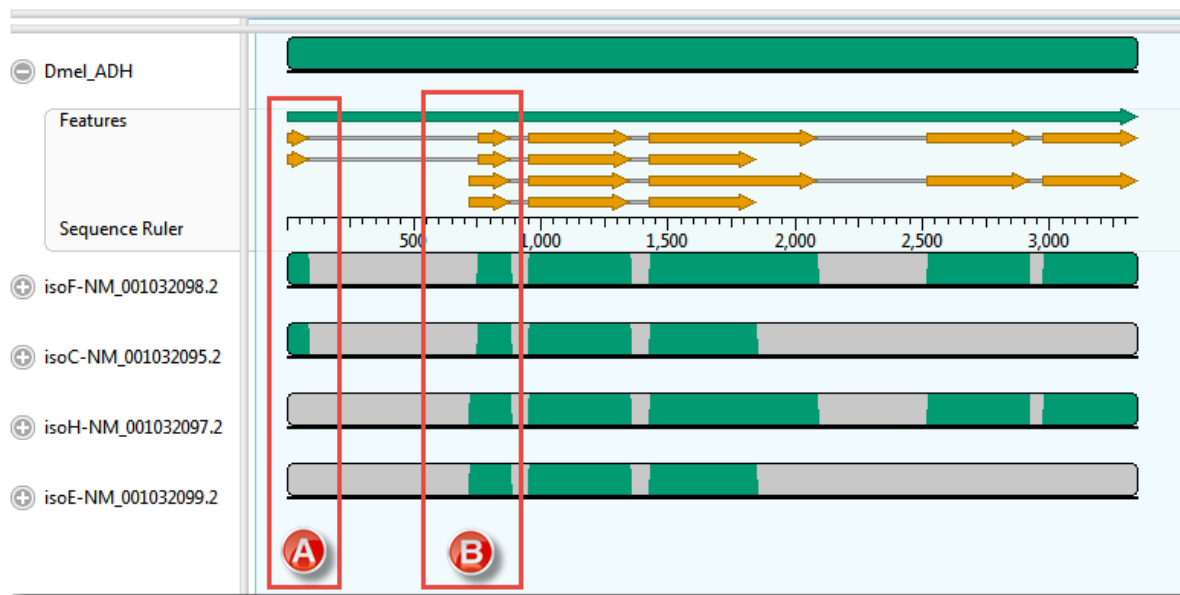 Dmel_ADH
Features
Sequence Ruler
500 1,000 1,500 2,000 2,500 3,000
isoF-NM_001032098.2
isoC-NM_001032095.2
isoH-NM_001032097.2
isoE-NM_001032099.2
A B